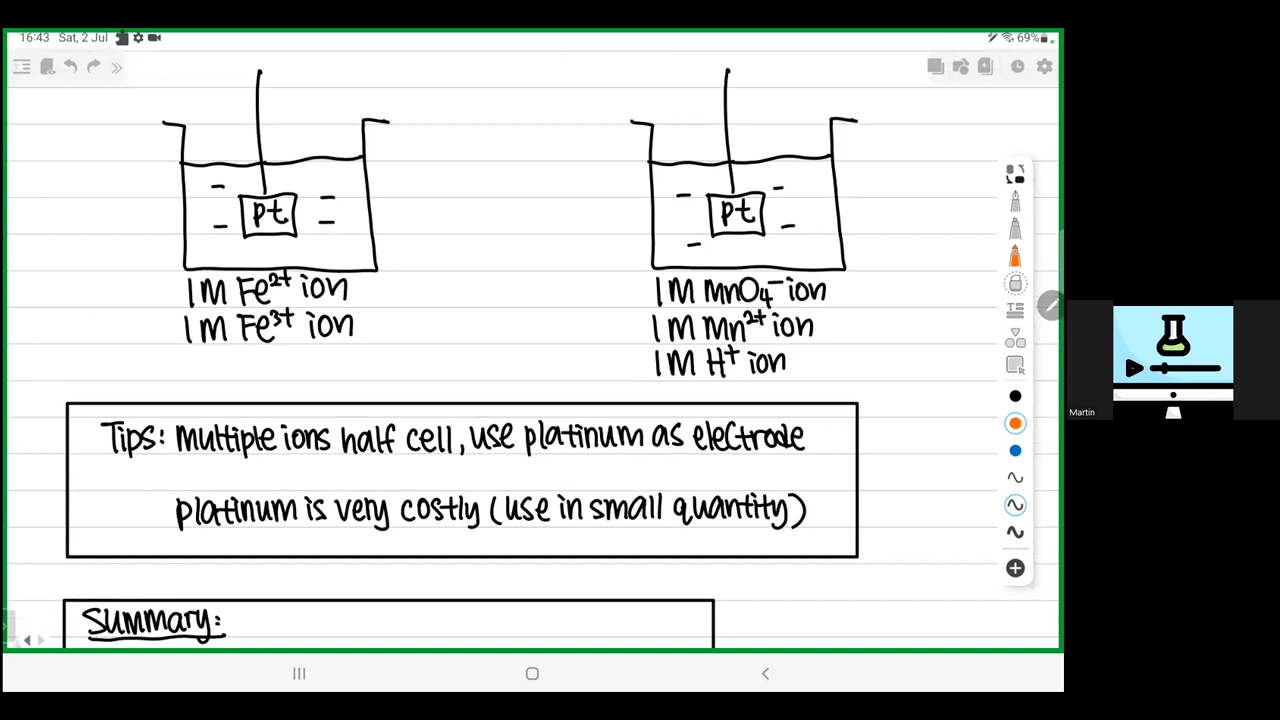 16:43 Sat, 2 Jul
69%
pt
pt
1M Fe²⁺ ion
1M Fe³⁺ ion
1M MnO₄⁻ ion
1M Mn²⁺ ion
1M H⁺ ion
Tips: multiple ions half cell, use platinum as electrode
platinum is very costly (use in small quantity)
Summary:
Martin